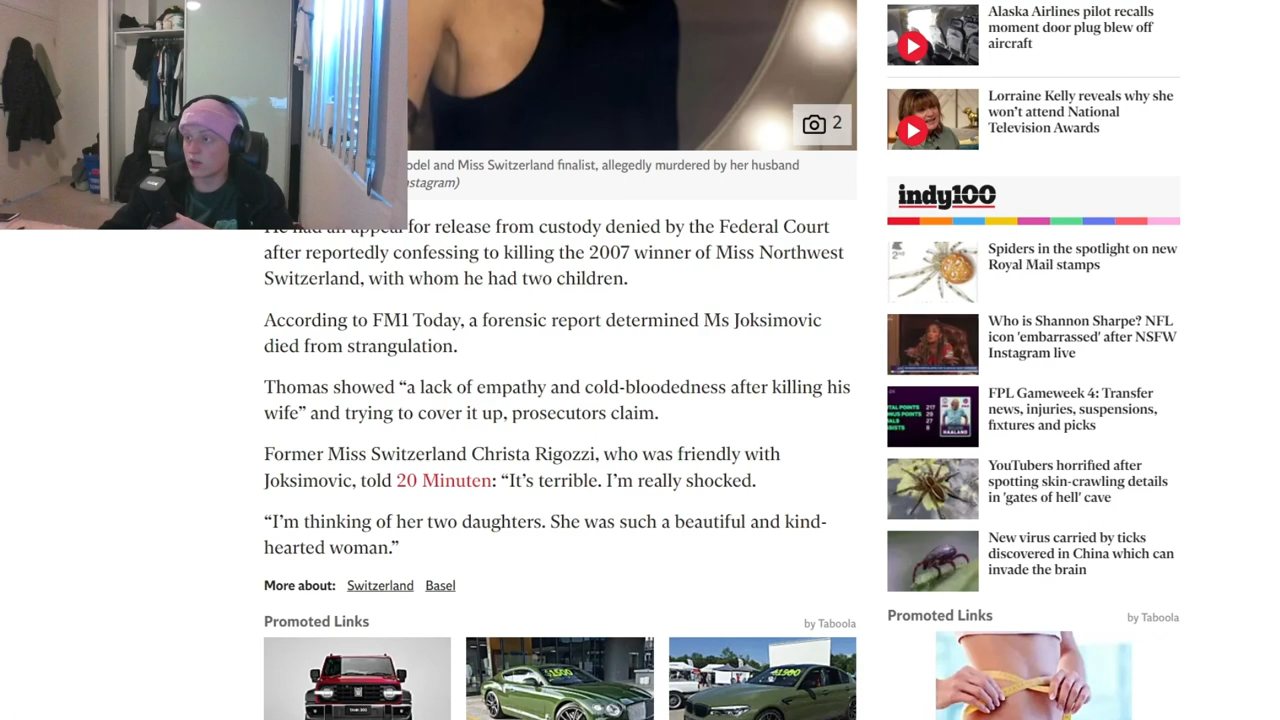 2
odel and Miss Switzerland finalist, allegedly murdered by her husband
nstagram)
He had an appeal for release from custody denied by the Federal Court
after reportedly confessing to killing the 2007 winner of Miss Northwest
Switzerland, with whom he had two children.
According to FM1 Today, a forensic report determined Ms Joksimovic
died from strangulation.
Thomas showed “a lack of empathy and cold-bloodedness after killing his
wife” and trying to cover it up, prosecutors claim.
Former Miss Switzerland Christa Rigozzi, who was friendly with
Joksimovic, told 20 Minuten: “It’s terrible. I’m really shocked.
“I’m thinking of her two daughters. She was such a beautiful and kind-
hearted woman.”
More about: Switzerland Basel
Promoted Links
by Taboola
Alaska Airlines pilot recalls
moment door plug blew off
aircraft
Lorraine Kelly reveals why she
won’t attend National
Television Awards
indy100
Spiders in the spotlight on new
Royal Mail stamps
2nd
Who is Shannon Sharpe? NFL
icon 'embarrassed' after NSFW
Instagram live
FPL Gameweek 4: Transfer
news, injuries, suspensions,
fixtures and picks
HAALAND
YouTubers horrified after
spotting skin-crawling details
in 'gates of hell' cave
New virus carried by ticks
discovered in China which can
invade the brain
Promoted Links
by Taboola